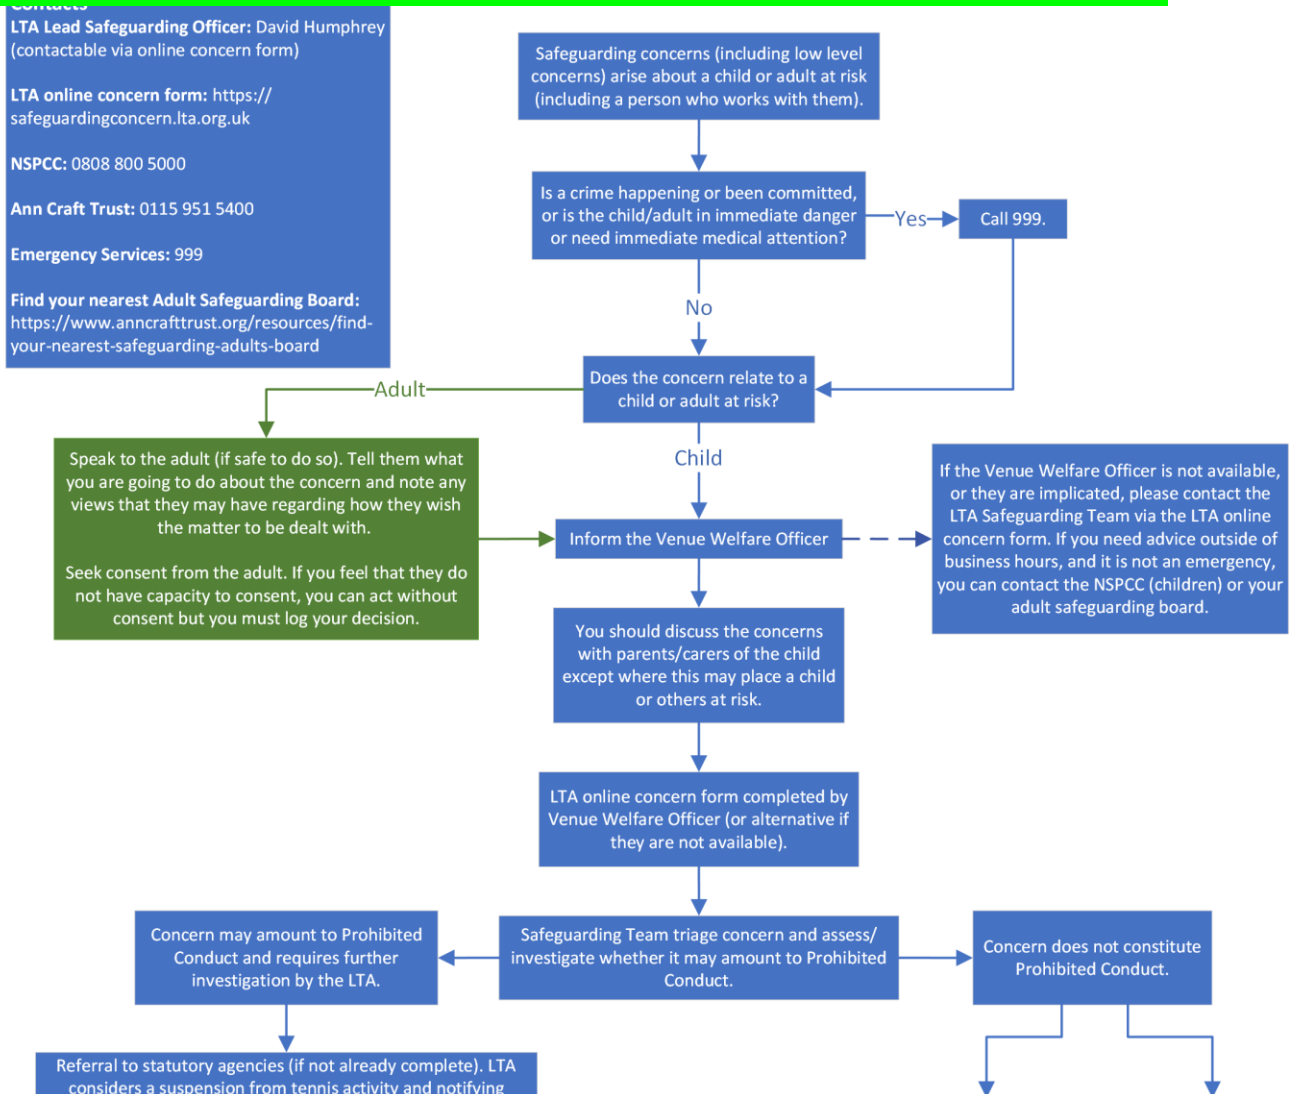 Contacts
LTA Lead Safeguarding Officer: David Humphrey
(contactable via online concern form)
LTA online concern form: https://
safeguardingconcern.lta.org.uk
NSPCC: 0808 800 5000
Ann Craft Trust: 0115 951 5400
Emergency Services: 999
Find your nearest Adult Safeguarding Board:
https://www.anncrafttrust.org/resources/find-
your-nearest-safeguarding-adults-board
Safeguarding concerns (including low level
concerns) arise about a child or adult at risk
(including a person who works with them).
Is a crime happening or been committed,
or is the child/adult in immediate danger
or need immediate medical attention?
Yes
Call 999.
No
Does the concern relate to a
child or adult at risk?
Adult
Child
Speak to the adult (if safe to do so). Tell them what
you are going to do about the concern and note any
views that they may have regarding how they wish
the matter to be dealt with.
Seek consent from the adult. If you feel that they do
not have capacity to consent, you can act without
consent but you must log your decision.
Inform the Venue Welfare Officer
If the Venue Welfare Officer is not available,
or they are implicated, please contact the
LTA Safeguarding Team via the LTA online
concern form. If you need advice outside of
business hours, and it is not an emergency,
you can contact the NSPCC (children) or your
adult safeguarding board.
You should discuss the concerns
with parents/carers of the child
except where this may place a child
or others at risk.
LTA online concern form completed by
Venue Welfare Officer (or alternative if
they are not available).
Concern may amount to Prohibited
Conduct and requires further
investigation by the LTA.
Safeguarding Team triage concern and assess/
investigate whether it may amount to Prohibited
Conduct.
Concern does not constitute
Prohibited Conduct.
Referral to statutory agencies (if not already complete). LTA
considers a suspension from tennis activity and notifying